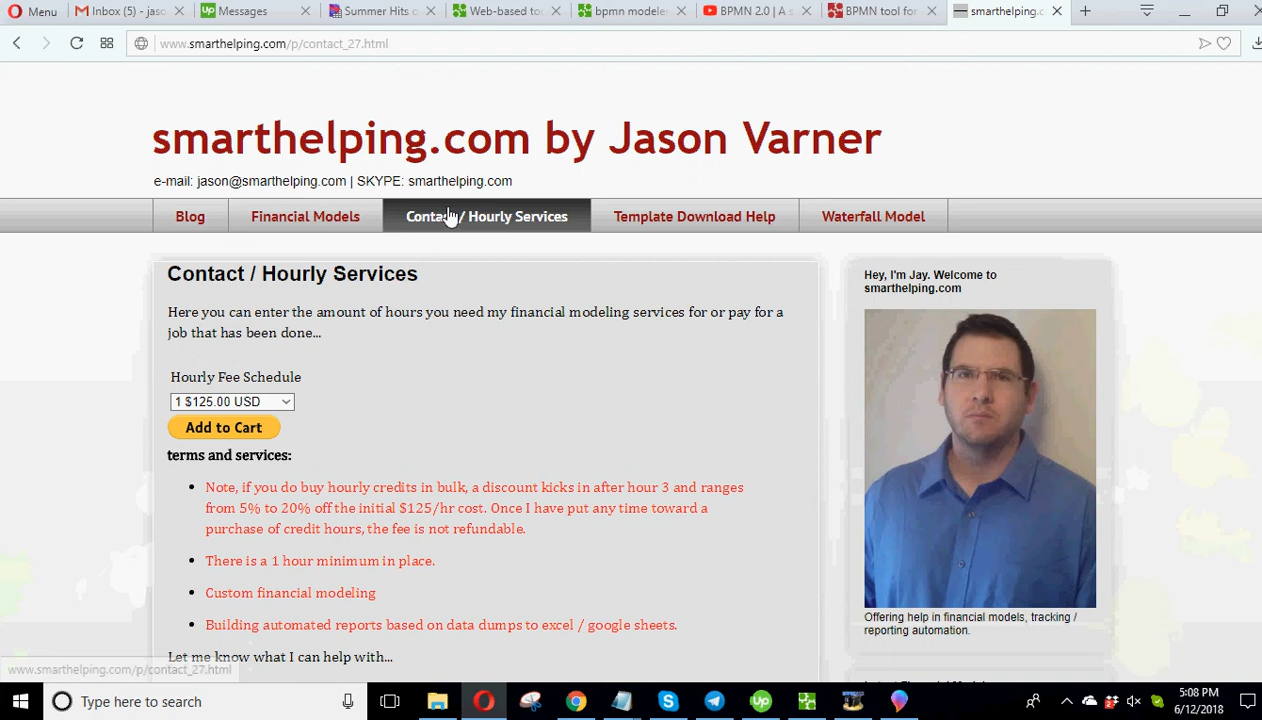 Menu
Inbox (5) - jaso
Messages
Summer Hits o
Web-based to
bpmn modele
BPMN 2.0 | A s
BPMN tool for
smarthelping.c
www.smarthelping.com/p/contact_27.html
smarthelping.com by Jason Varner
e-mail: jason@smarthelping.com | SKYPE: smarthelping.com
Blog
Financial Models
Contact / Hourly Services
Template Download Help
Waterfall Model
Contact / Hourly Services
Here you can enter the amount of hours you need my financial modeling services for or pay for a
job that has been done...
Hourly Fee Schedule
1 $125.00 USD
Add to Cart
terms and services:
Note, if you do buy hourly credits in bulk, a discount kicks in after hour 3 and ranges
from 5% to 20% off the initial $125/hr cost. Once I have put any time toward a
purchase of credit hours, the fee is not refundable.
There is a 1 hour minimum in place.
Custom financial modeling
Building automated reports based on data dumps to excel / google sheets.
Let me know what I can help with...
Hey, I'm Jay. Welcome to
smarthelping.com
Offering help in financial models, tracking /
reporting automation.
www.smarthelping.com/p/contact_27.html
Type here to search
5:08 PM
6/12/2018